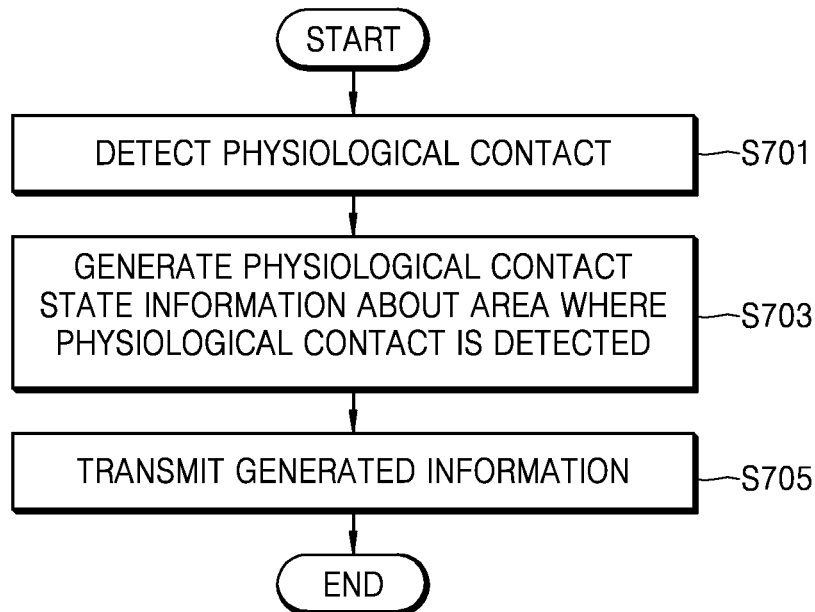 START
DETECT PHYSIOLOGICAL CONTACT
S701
GENERATE PHYSIOLOGICAL CONTACT
STATE INFORMATION ABOUT AREA WHERE
PHYSIOLOGICAL CONTACT IS DETECTED
S703
TRANSMIT GENERATED INFORMATION
S705
END